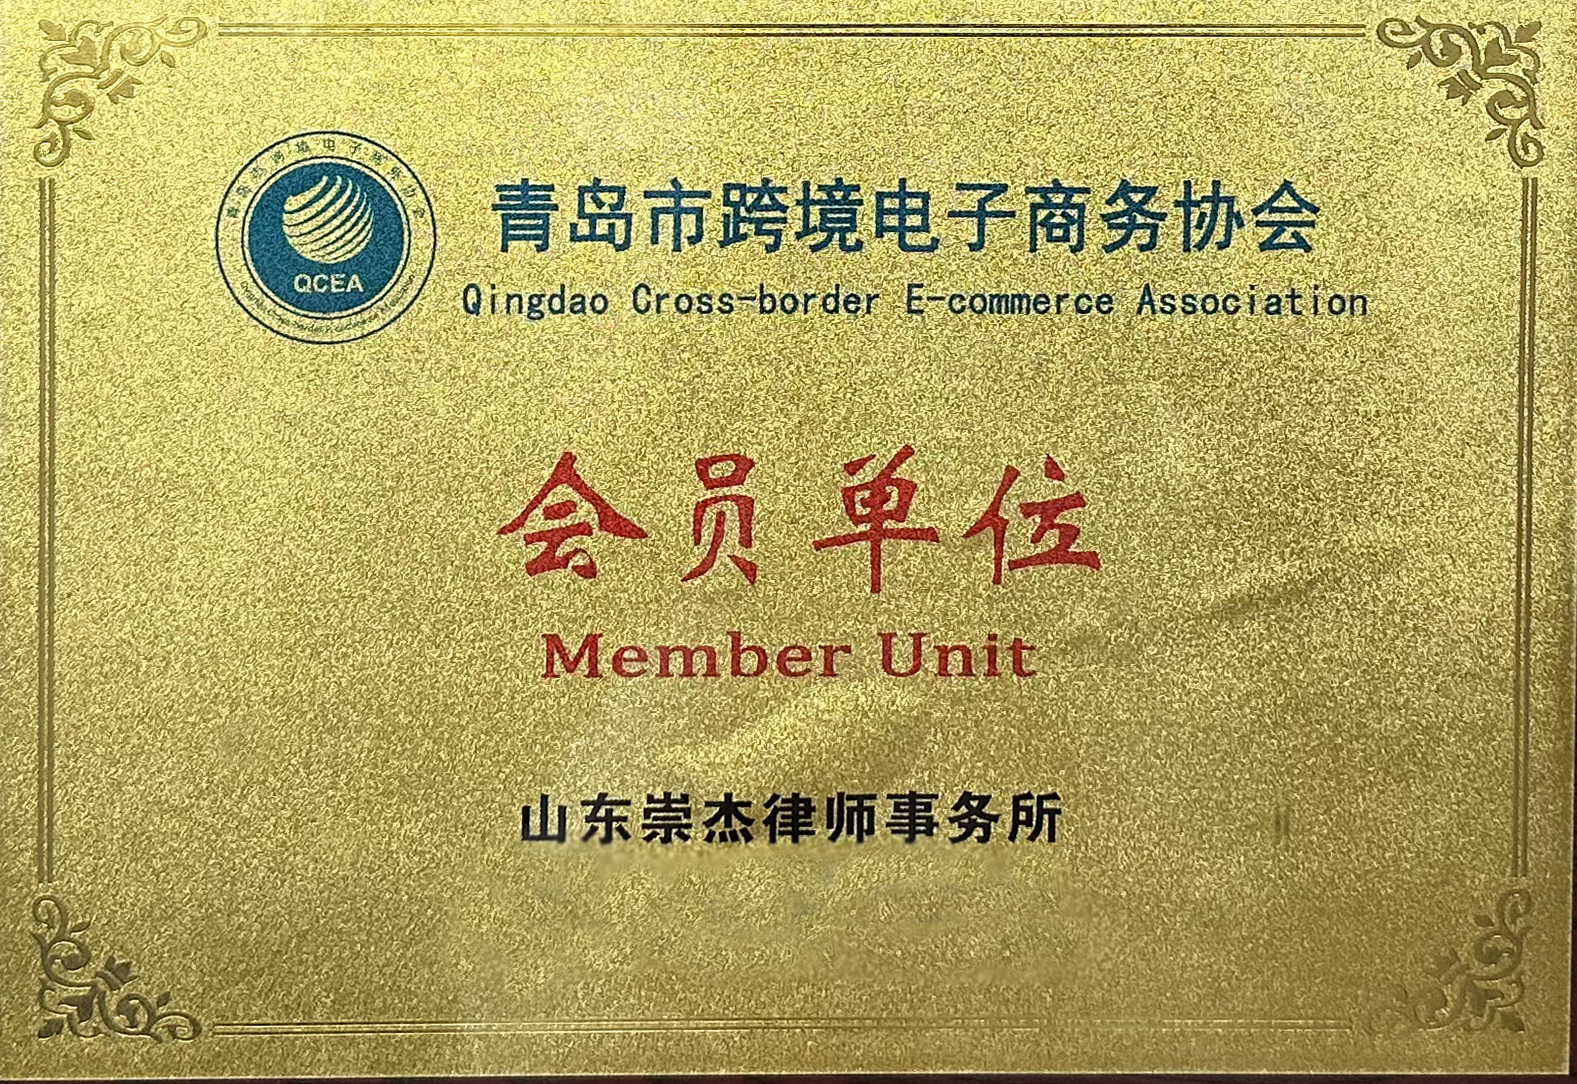 青岛市跨境电子商务协会
QCEA
Qingdao Cross-border E-commerce Association
会员单位
Member Unit
山东崇杰律师事务所